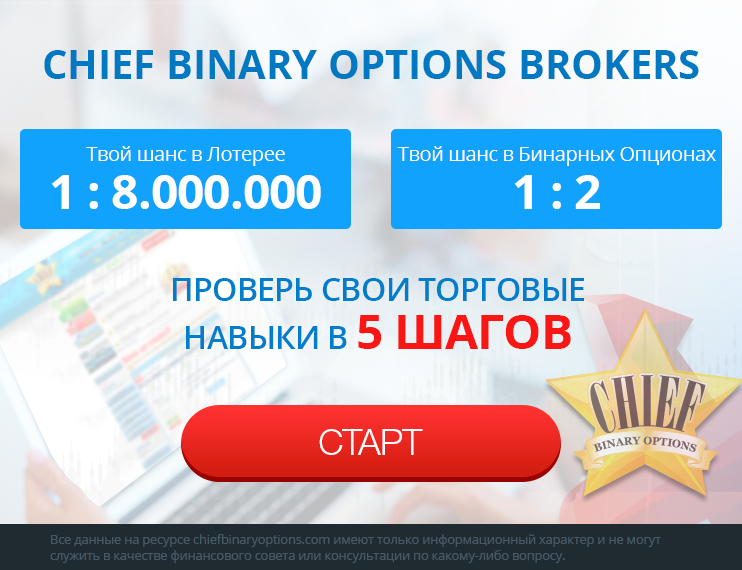 CHIEF BINARY OPTIONS BROKERS
Твой шанс в Лотерее
1 : 8.000.000
Твой шанс в Бинарных Опционах
1 : 2
ПРОВЕРЬ СВОИ ТОРГОВЫЕ
НАВЫКИ В 5 ШАГОВ
СТАРТ
CHIEF
BINARY OPTIONS
Все данные на ресурсе chiefbinaryoptions.com имеют только информационный характер и не могут
служить в качестве финансового совета или консультации по какому-либо вопросу.